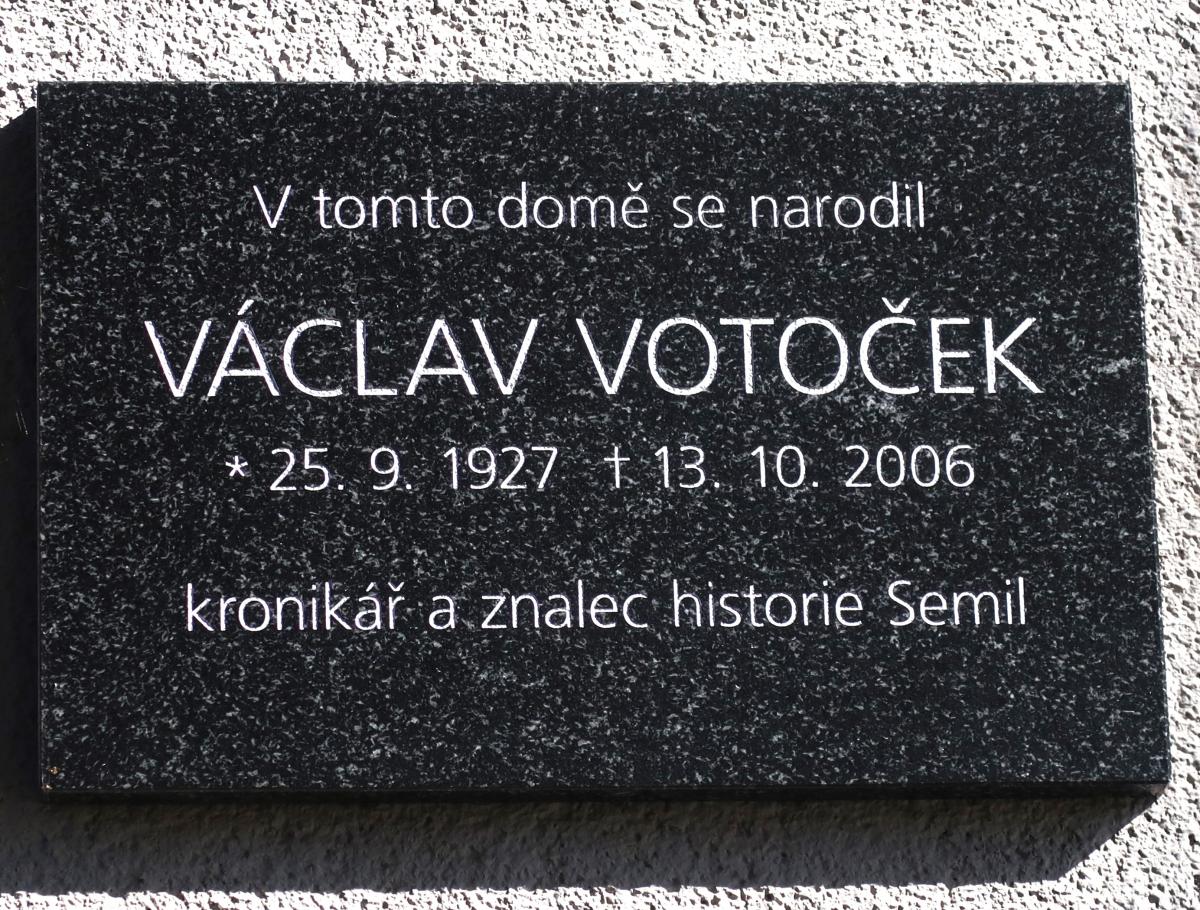 V tomto domě se narodil
VÁCLAV VOTOČEK
* 25. 9. 1927 † 13. 10. 2006
kronikář a znalec historie Semil